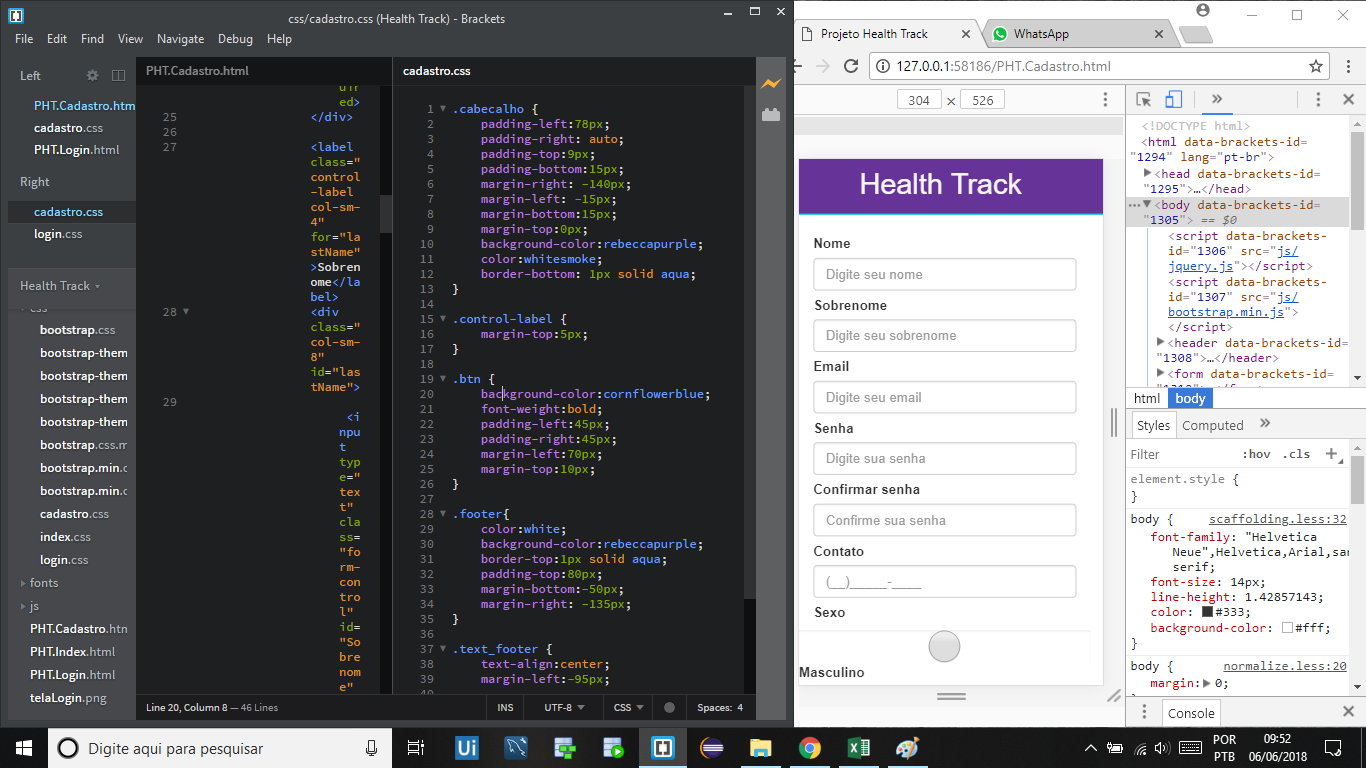 css/cadastro.css (Health Track) - Brackets
File Edit Find View Navigate Debug Help
Left
PHT.Cadastro.htm
cadastro.css
PHT.Login.html
Right
cadastro.css
login.css
Health Track
css
bootstrap.css
bootstrap-them
bootstrap-them
bootstrap-them
bootstrap-them
bootstrap.css.m
bootstrap.min.c
bootstrap.min.c
cadastro.css
index.css
login.css
fonts
js
PHT.Cadastro.htn
PHT.Index.html
PHT.Login.html
telaLogin.png
PHT.Cadastro.html
uir
ed>
25 </div>
26
27 <label
class="
control
-label
col-sm-
4"
for="la
stName"
>Sobren
ome</la
bel>
28 <div
class="
col-sm-
8"
id="las
tName">
29
<i
npu
t
typ
e="
tex
t"
cla
ss=
"fo
rm-
con
tro
l"
id=
"So
bre
nom
e"
cadastro.css
1 .cabecalho {
2 padding-left:78px;
3 padding-right: auto;
4 padding-top:9px;
5 padding-bottom:15px;
6 margin-right: -140px;
7 margin-left: -15px;
8 margin-bottom:15px;
9 margin-top:0px;
10 background-color:rebeccapurple;
11 color:whitesmoke;
12 border-bottom: 1px solid aqua;
13 }
14
15 .control-label {
16 margin-top:5px;
17 }
18
19 .btn {
20 background-color:cornflowerblue;
21 font-weight:bold;
22 padding-left:45px;
23 padding-right:45px;
24 margin-left:70px;
25 margin-top:10px;
26 }
27
28 .footer{
29 color:white;
30 background-color:rebeccapurple;
31 border-top:1px solid aqua;
32 padding-top:80px;
33 margin-bottom:-50px;
34 margin-right: -135px;
35 }
36
37 .text_footer {
38 text-align:center;
39 margin-left:-95px;
40
Line 20, Column 8 — 46 Lines
INS UTF-8 CSS Spaces: 4
Projeto Health Track
WhatsApp
127.0.0.1:58186/PHT.Cadastro.html
304 × 526
Health Track
Nome
Digite seu nome
Sobrenome
Digite seu sobrenome
Email
Digite seu email
Senha
Digite sua senha
Confirmar senha
Confirme sua senha
Contato
(__)_____-____
Sexo
Masculino
<!DOCTYPE html>
<html data-brackets-id=
"1294" lang="pt-br">
<head data-brackets-id=
"1295">…</head>
<body data-brackets-id=
"1305"> == $0
<script data-brackets-
id="1306" src="js/
jquery.js"></script>
<script data-brackets-
id="1307" src="js/
bootstrap.min.js">
</script>
<header data-brackets-id=
"1308">…</header>
<form data-brackets-id=
html body
Styles Computed »
Filter :hov .cls +
element.style {
}
body { scaffolding.less:32
font-family: "Helvetica
Neue",Helvetica,Arial,san
serif;
font-size: 14px;
line-height: 1.42857143;
color: #333;
background-color: #fff;
}
body { normalize.less:20
margin: 0;
Console
Digite aqui para pesquisar
Ui
POR
PTB
09:52
06/06/2018